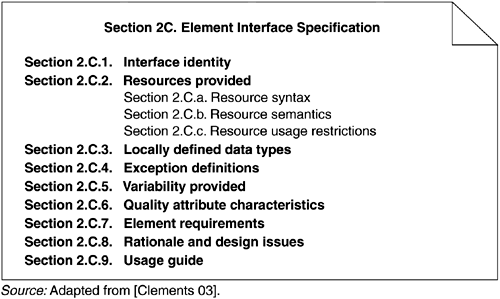 Section 2C. Element Interface Specification
Section 2.C.1. Interface identity
Section 2.C.2. Resources provided
Section 2.C.a. Resource syntax
Section 2.C.b. Resource semantics
Section 2.C.c. Resource usage restrictions
Section 2.C.3. Locally defined data types
Section 2.C.4. Exception definitions
Section 2.C.5. Variability provided
Section 2.C.6. Quality attribute characteristics
Section 2.C.7. Element requirements
Section 2.C.8. Rationale and design issues
Section 2.C.9. Usage guide
Source: Adapted from [Clements 03].